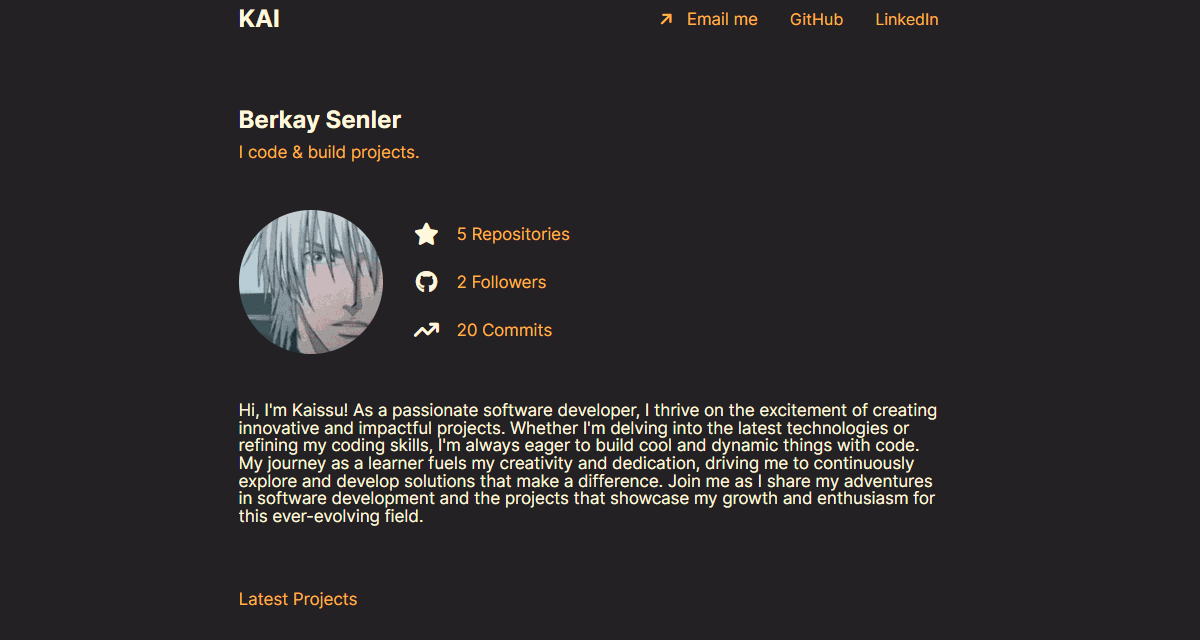 KAI
Email me GitHub LinkedIn
Berkay Senler
I code & build projects.
5 Repositories
2 Followers
20 Commits
Hi, I'm Kaissu! As a passionate software developer, I thrive on the excitement of creating
innovative and impactful projects. Whether I'm delving into the latest technologies or
refining my coding skills, I'm always eager to build cool and dynamic things with code.
My journey as a learner fuels my creativity and dedication, driving me to continuously
explore and develop solutions that make a difference. Join me as I share my adventures
in software development and the projects that showcase my growth and enthusiasm for
this ever-evolving field.
Latest Projects